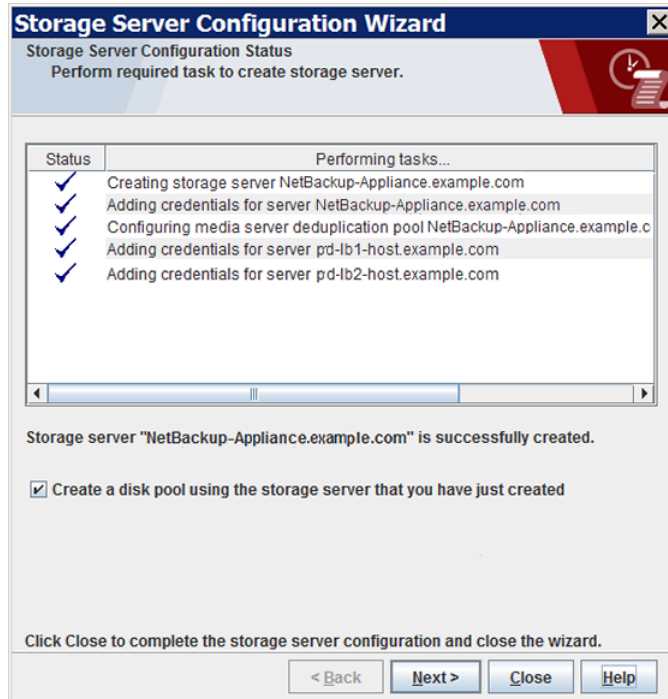 Storage Server Configuration Wizard
Storage Server Configuration Status
Perform required task to create storage server.
Status Performing tasks...
Creating storage server NetBackup-Appliance.example.com
Adding credentials for server NetBackup-Appliance.example.com
Configuring media server deduplication pool NetBackup-Appliance.example.c
Adding credentials for server pd-lb1-host.example.com
Adding credentials for server pd-lb2-host.example.com
Storage server "NetBackup-Appliance.example.com" is successfully created.
Create a disk pool using the storage server that you have just created
Click Close to complete the storage server configuration and close the wizard.
< Back Next > Close Help